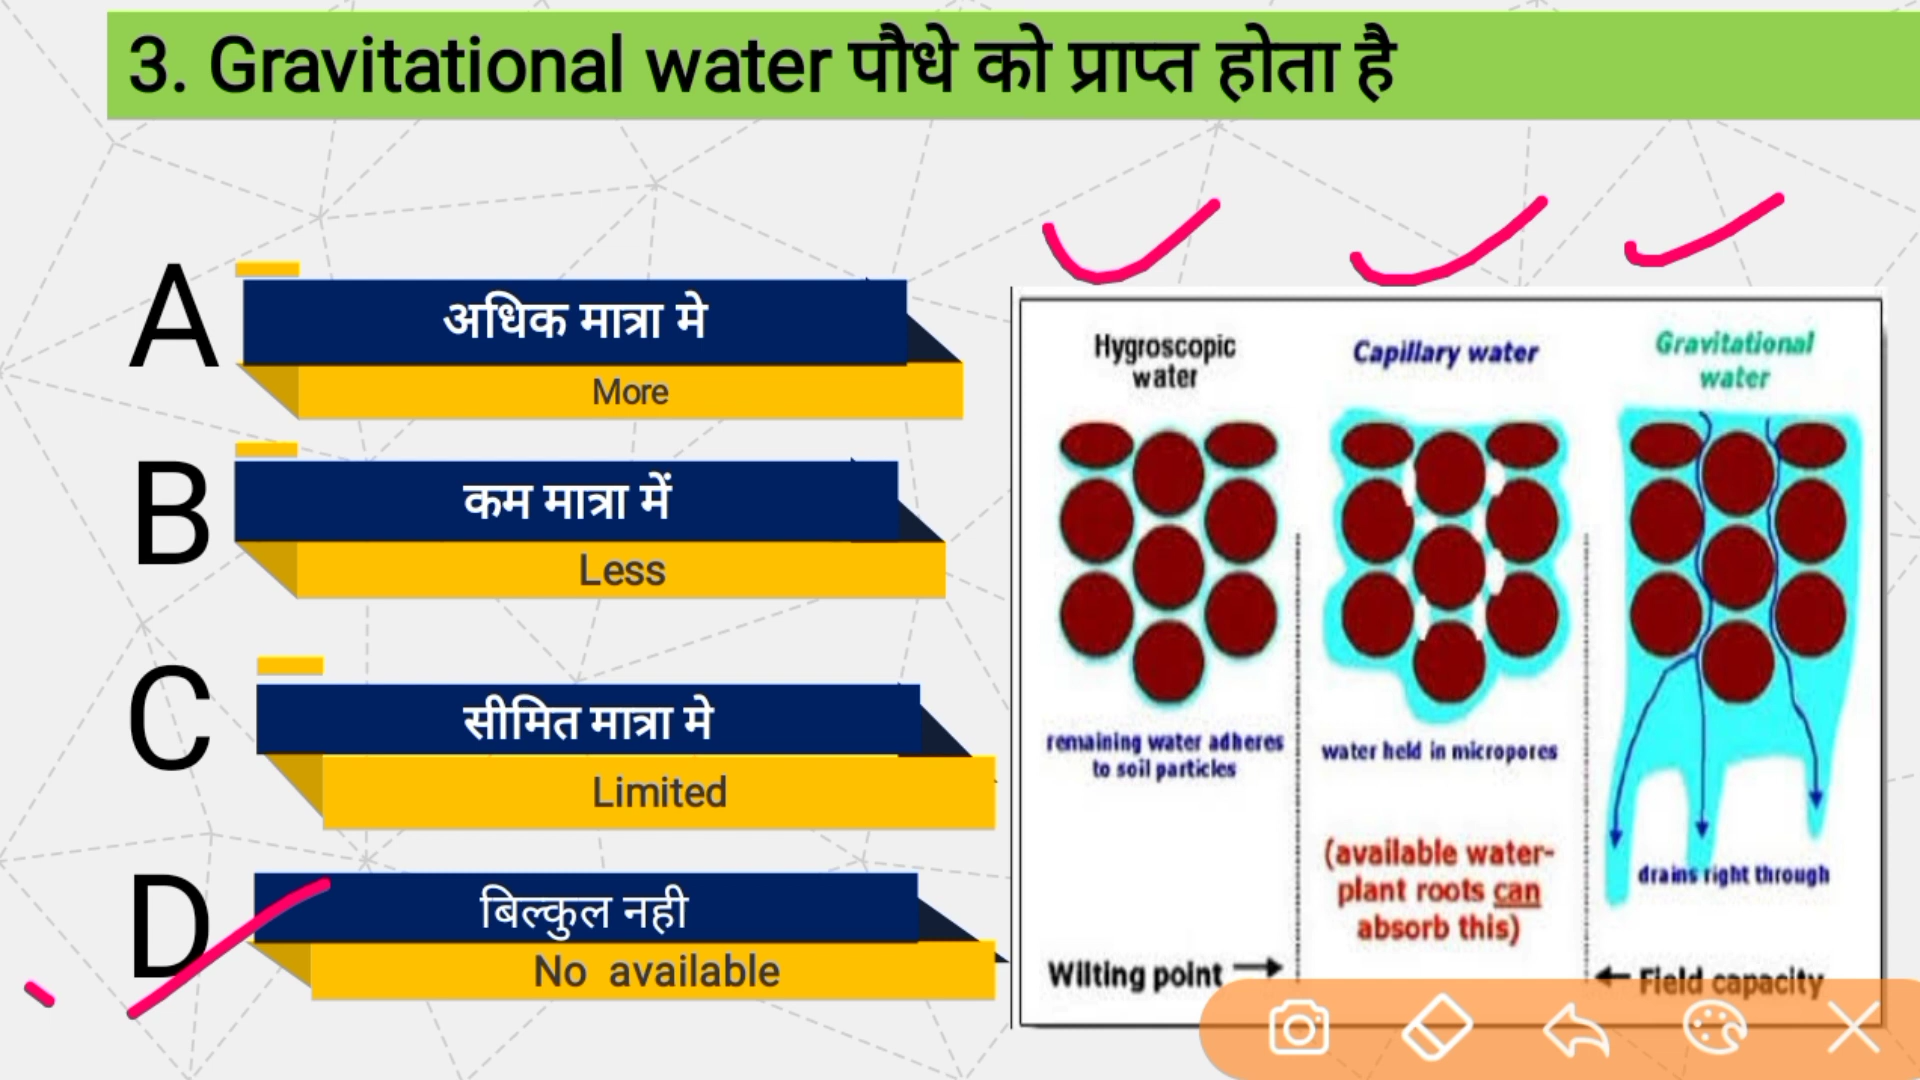 3. Gravitational water पौधे को प्राप्त होता है
A
अधिक मात्रा मे
More
B
कम मात्रा में
Less
C
सीमित मात्रा मे
Limited
D
बिल्कुल नही
No available
Hygroscopic
water
remaining water adheres
to soil particles
Wilting point
Capillary water
water held in micropores
(available water-
plant roots can
absorb this)
Gravitational
water
drains right through
Field capacity